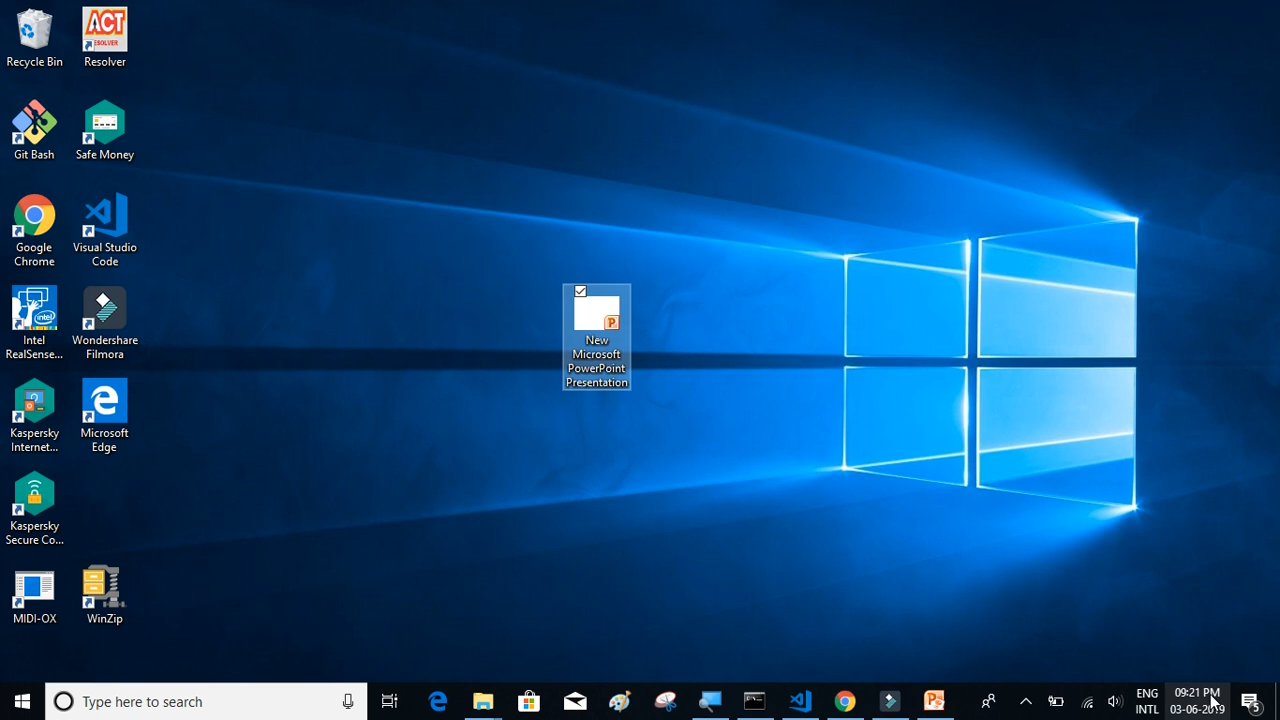 Recycle Bin
ACT
RESOLVER
Resolver
Git Bash
Safe Money
Google
Chrome
Visual Studio
Code
intel
Intel
RealSense...
Wondershare
Filmora
Kaspersky
Internet...
Microsoft
Edge
Kaspersky
Secure Co...
MIDI-OX
WinZip
P
New
Microsoft
PowerPoint
Presentation
Type here to search
ENG
INTL
09:21 PM
03-06-2019
5